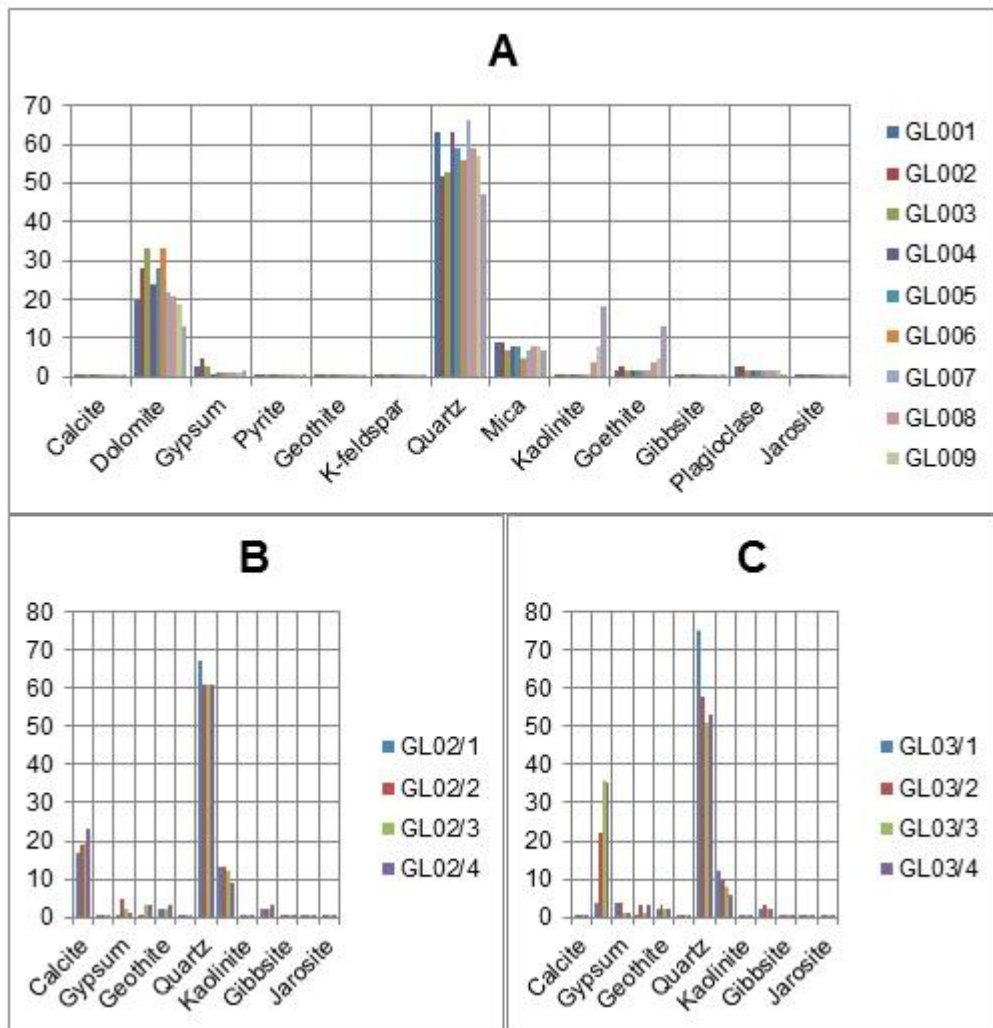 A
70
60
50
40
30
20
10
0
Calcite
Dolomite
Gypsum
Pyrite
Geothite
K-feldspar
Quartz
Mica
Kaolinite
Goethite
Gibbsite
Plagioclase
Jarosite
GL001
GL002
GL003
GL004
GL005
GL006
GL007
GL008
GL009
B
80
70
60
50
40
30
20
10
0
Calcite
Gypsum
Geothite
Quartz
Kaolinite
Gibbsite
Jarosite
GL02/1
GL02/2
GL02/3
GL02/4
C
80
70
60
50
40
30
20
10
0
Calcite
Gypsum
Geothite
Quartz
Kaolinite
Gibbsite
Jarosite
GL03/1
GL03/2
GL03/3
GL03/4